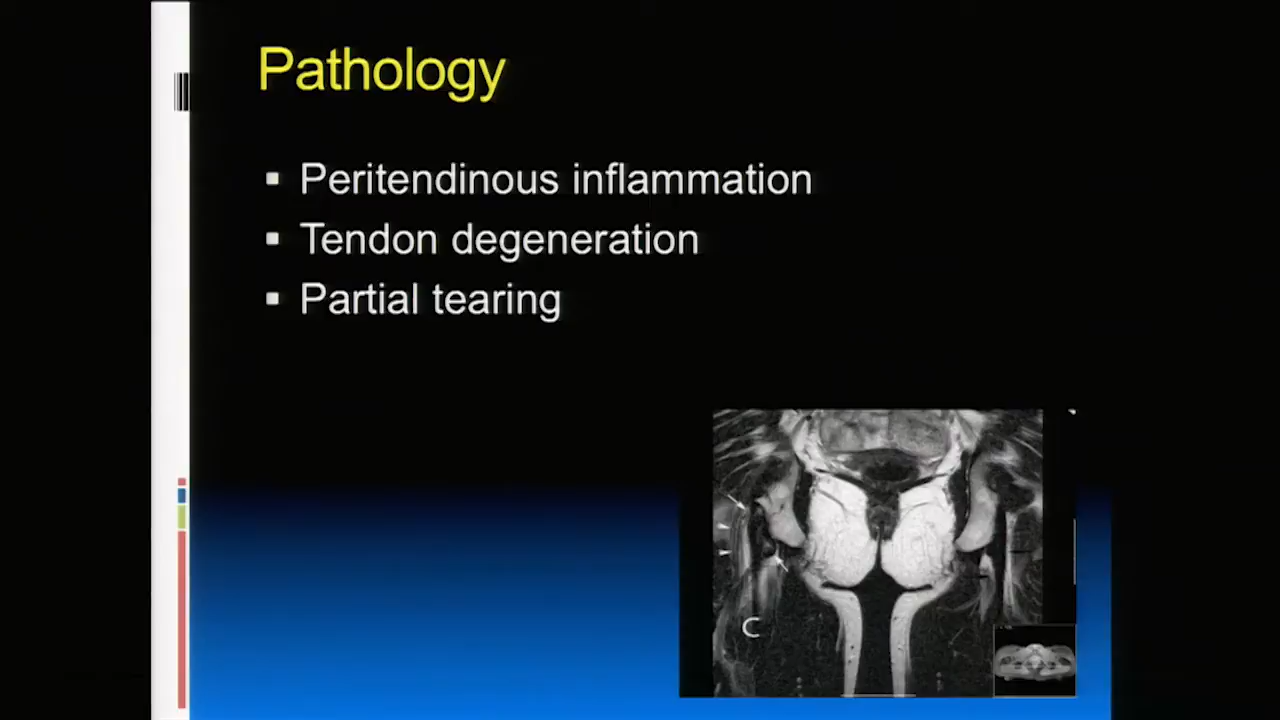 Pathology
Peritendinous inflammation
Tendon degeneration
Partial tearing
C